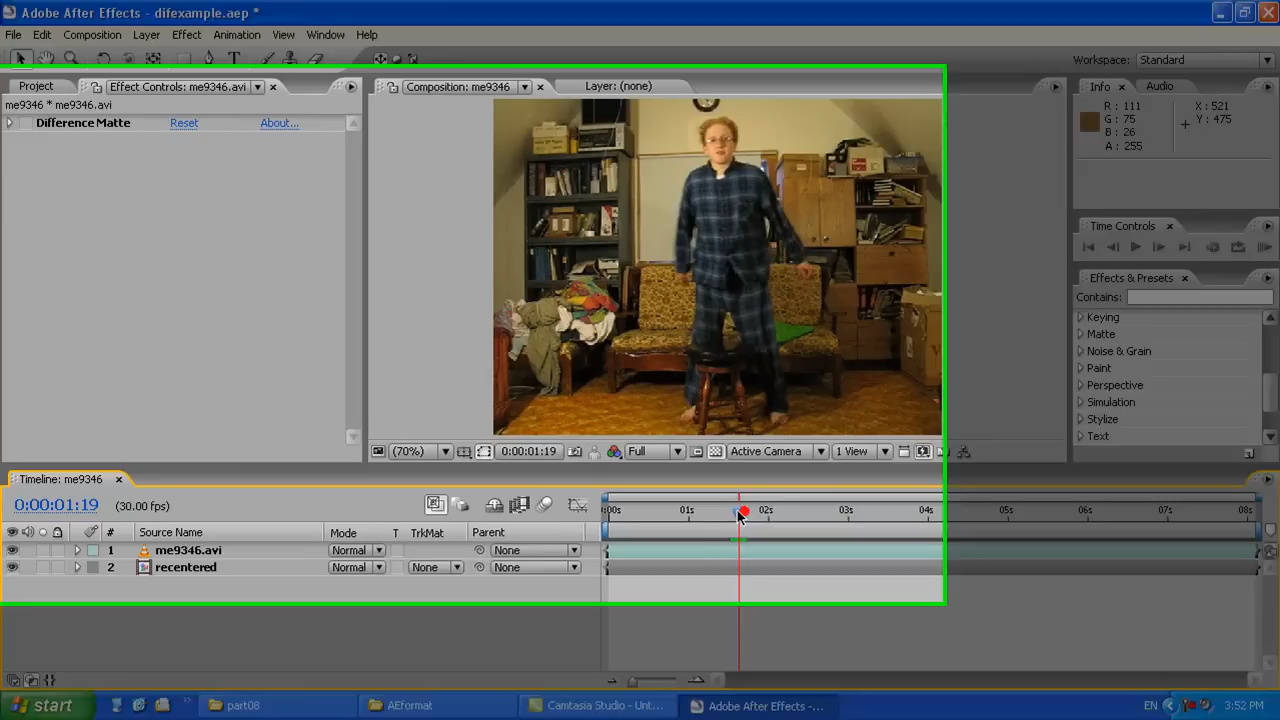 Adobe After Effects - difexample.aep *
File Edit Composition Layer Effect Animation View Window Help
Workspace: Standard
Project Effect Controls: me9346.avi Composition: me9346 Layer: (none) Info Audio
me9346 * me9346.avi
Difference Matte Reset About...
R : 111 X : 521
G : 75 Y : 475
B : 26
A : 255
Time Controls
Effects & Presets
Contains:
Keying
Matte
Noise & Grain
Paint
Perspective
Simulation
Stylize
Text
(70%) 0:00:01:19 Full Active Camera 1 View
Timeline: me9346
0:00:01:19 (30.00 fps)
:00s 01s 02s 03s 04s 05s 06s 07s 08s
# Source Name Mode T TrkMat Parent
1 me9346.avi Normal None
2 recentered Normal None None
start part08 AEformat Camtasia Studio - Unt... Adobe After Effects -... EN 3:52 PM